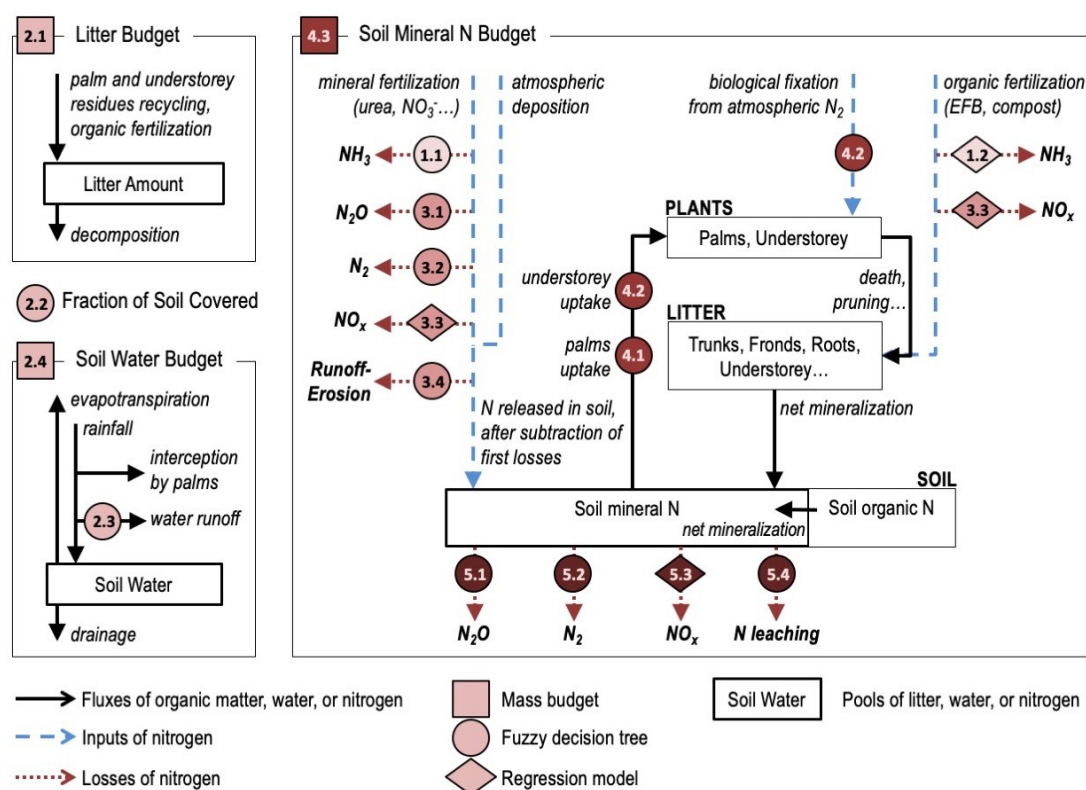 2.1 Litter Budget
palm and understorey
residues recycling,
organic fertilization
Litter Amount
decomposition
2.2 Fraction of Soil Covered
2.4 Soil Water Budget
evapotranspiration
rainfall
interception
by palms
2.3 water runoff
Soil Water
drainage
4.3 Soil Mineral N Budget
mineral fertilization
(urea, NO₃⁻…)
atmospheric
deposition
biological fixation
from atmospheric N₂
organic fertilization
(EFB, compost)
NH₃ 1.1
N₂O 3.1
N₂ 3.2
NOₓ 3.3
Runoff-
Erosion 3.4
4.2
1.2 NH₃
3.3 NOₓ
PLANTS
Palms, Understorey
understorey
uptake 4.2
palms
uptake 4.1
death,
pruning…
LITTER
Trunks, Fronds, Roots,
Understorey…
N released in soil,
after subtraction of
first losses
net mineralization
SOIL
Soil mineral N
Soil organic N
net mineralization
5.1 5.2 5.3 5.4
N₂O N₂ NOₓ N leaching
Fluxes of organic matter, water, or nitrogen
Inputs of nitrogen
Losses of nitrogen
Mass budget
Fuzzy decision tree
Regression model
Soil Water Pools of litter, water, or nitrogen